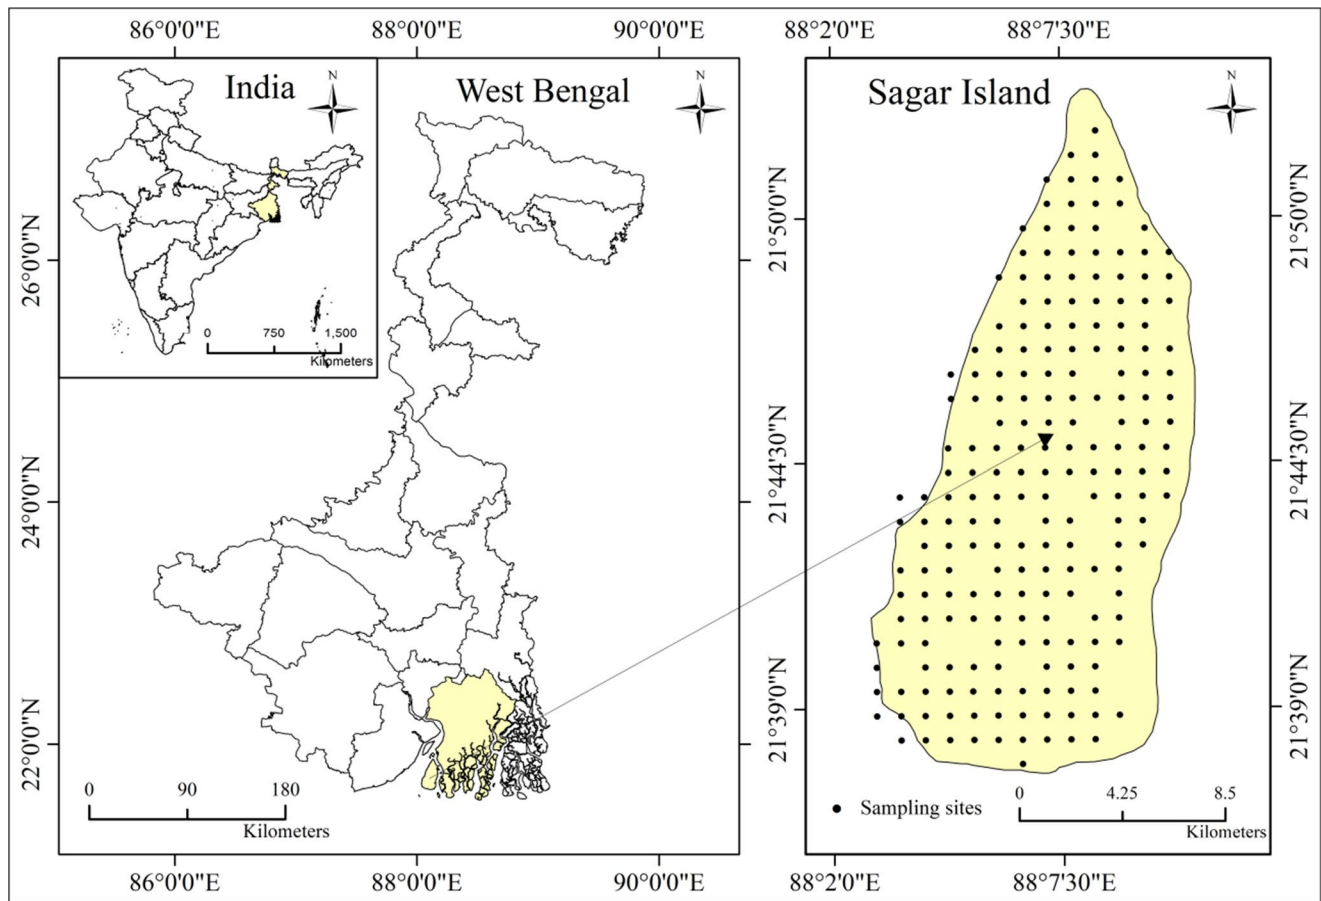 86°0'0"E 88°0'0"E 90°0'0"E 88°2'0"E 88°7'30"E
India
N
West Bengal
N
Sagar Island
N
26°0'0"N
24°0'0"N
22°0'0"N
0 750 1,500
Kilometers
0 90 180
Kilometers
21°50'0"N
21°44'30"N
21°39'0"N
21°50'0"N
21°44'30"N
21°39'0"N
Sampling sites
0 4.25 8.5
Kilometers
86°0'0"E 88°0'0"E 90°0'0"E 88°2'0"E 88°7'30"E